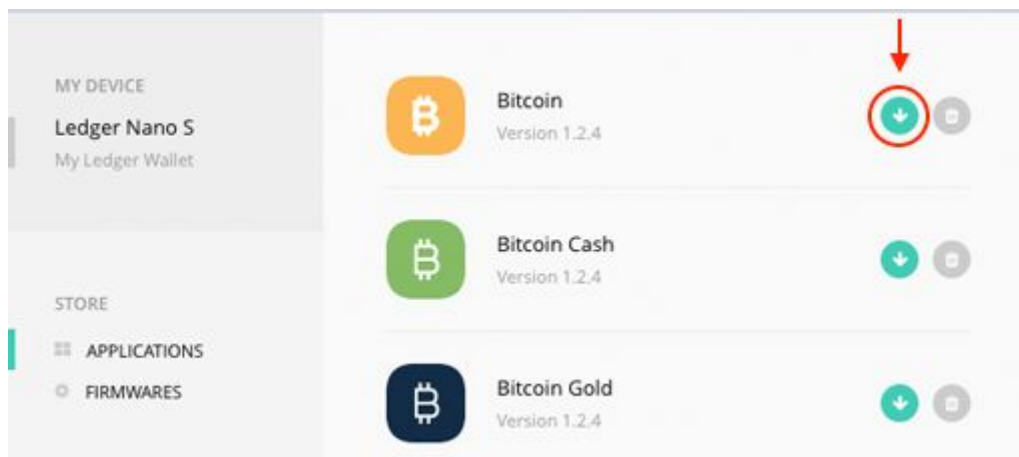 MY DEVICE
Ledger Nano S
My Ledger Wallet
STORE
APPLICATIONS
FIRMWARES
Bitcoin
Version 1.2.4
Bitcoin Cash
Version 1.2.4
Bitcoin Gold
Version 1.2.4